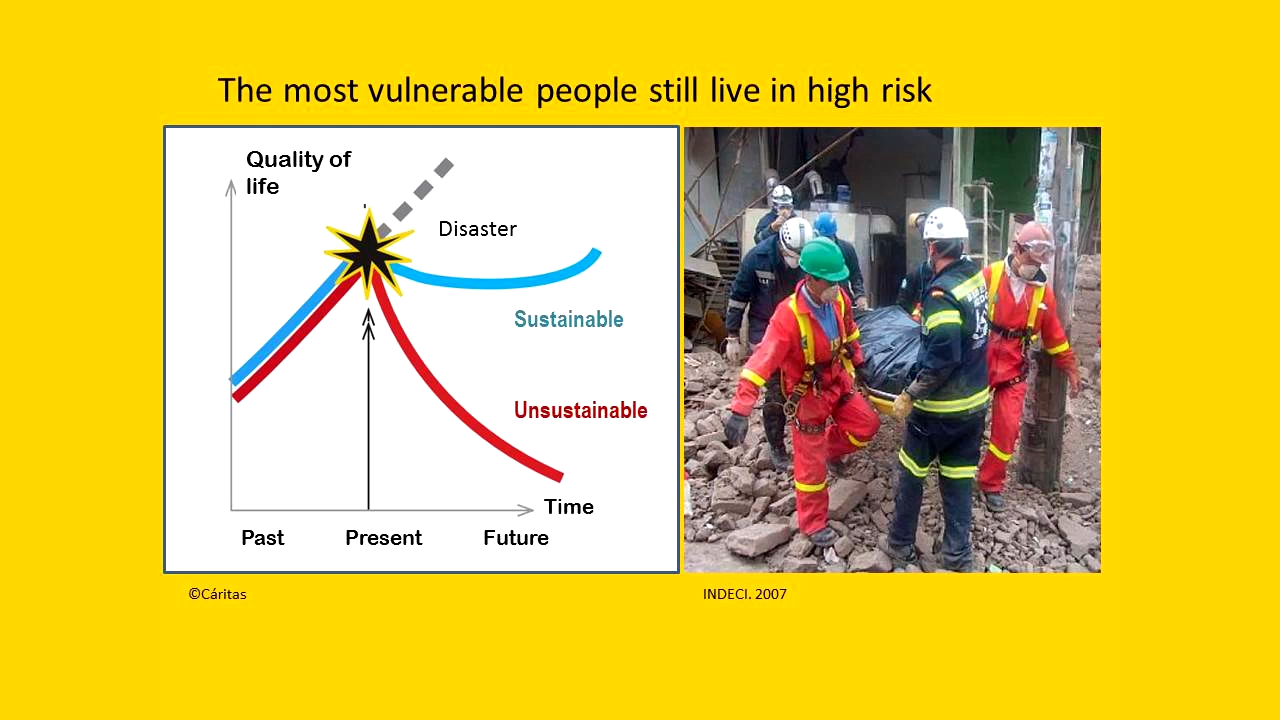 The most vulnerable people still live in high risk
Quality of
life
Disaster
Sustainable
Unsustainable
Time
Past Present Future
©Cáritas
INDECI. 2007